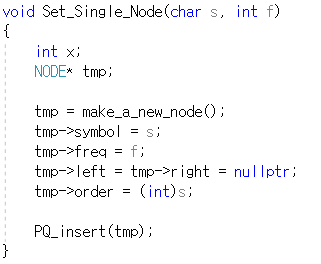 void Set_Single_Node(char s, int f)
{
int x;
NODE* tmp;
tmp = make_a_new_node();
tmp->symbol = s;
tmp->freq = f;
tmp->left = tmp->right = nullptr;
tmp->order = (int)s;
PQ_insert(tmp);
}